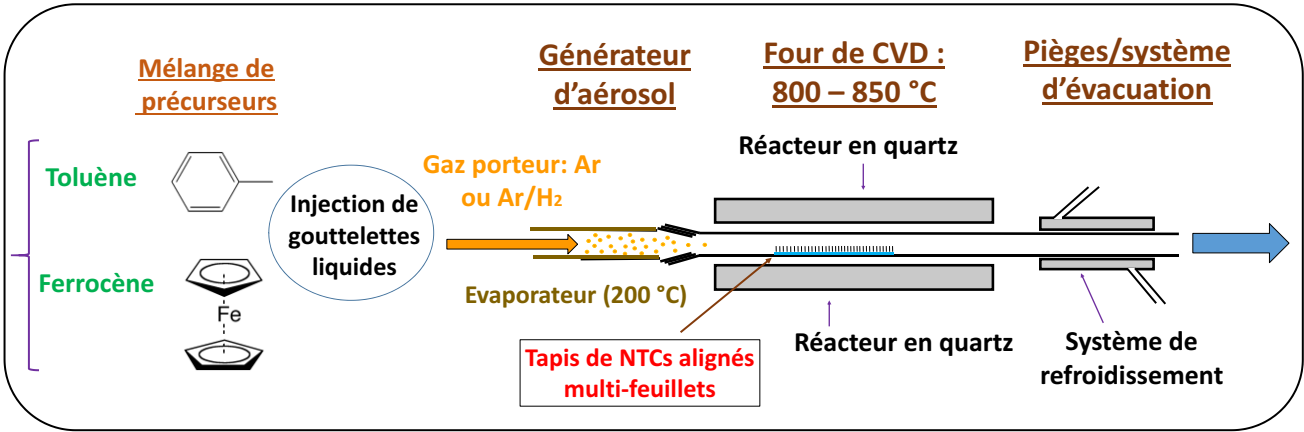 Mélange de
précurseurs
Toluène
Ferrocène
Fe
Injection de
gouttelettes
liquides
Générateur
d’aérosol
Gaz porteur: Ar
ou Ar/H₂
Evaporateur (200 °C)
Four de CVD :
800 – 850 °C
Réacteur en quartz
Réacteur en quartz
Tapis de NTCs alignés
multi-feuillets
Pièges/système
d’évacuation
Système de
refroidissement